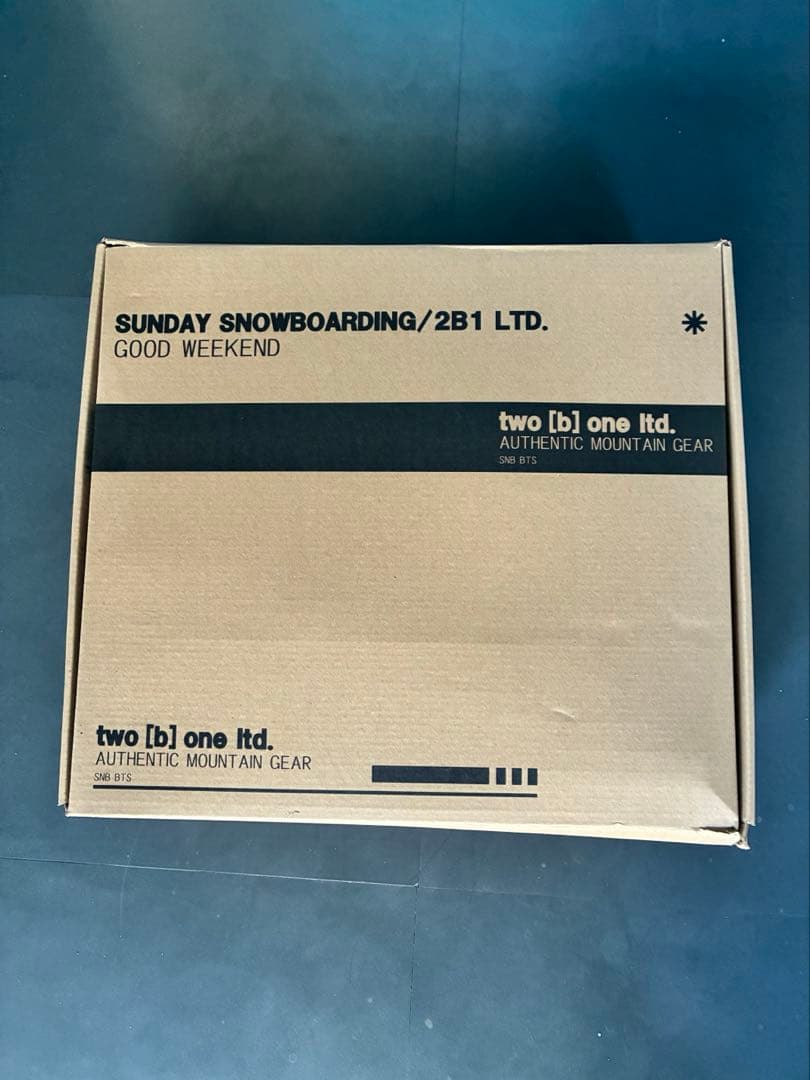 SUNDAY SNOWBOARDING/2B1 LTD.
GOOD WEEKEND
two [b] one ltd.
AUTHENTIC MOUNTAIN GEAR
SNB BTS
two [b] one ltd.
AUTHENTIC MOUNTAIN GEAR
SNB BTS